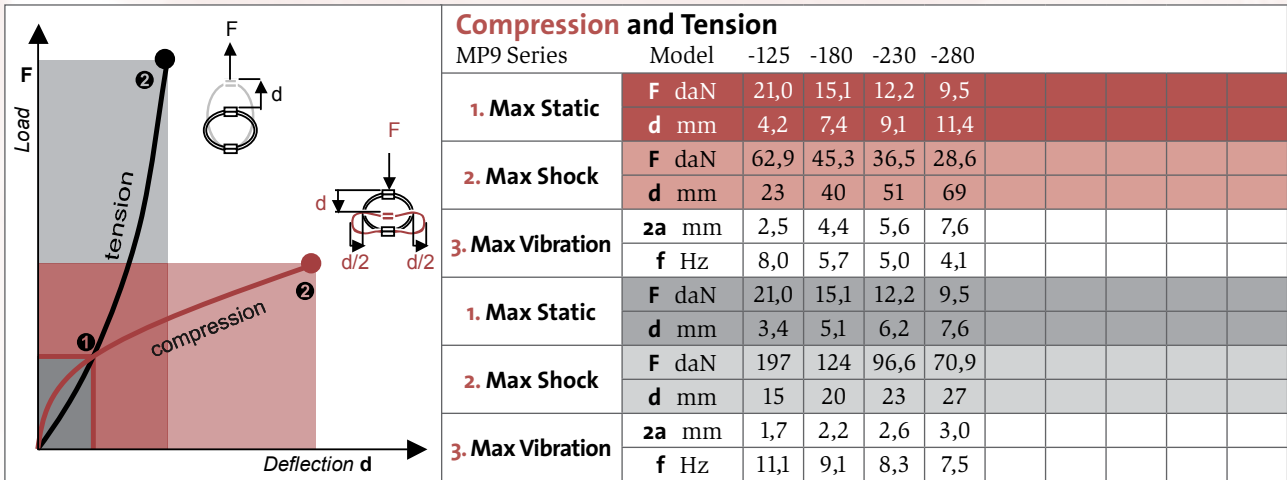 F
Load
tension
compression
❶
❷
❷
F
d
F
d
d/2 d/2
Deflection d
Compression and Tension
MP9 Series Model -125 -180 -230 -280
1. Max Static
F daN 21,0 15,1 12,2 9,5
d mm 4,2 7,4 9,1 11,4
2. Max Shock
F daN 62,9 45,3 36,5 28,6
d mm 23 40 51 69
3. Max Vibration
2a mm 2,5 4,4 5,6 7,6
f Hz 8,0 5,7 5,0 4,1
1. Max Static
F daN 21,0 15,1 12,2 9,5
d mm 3,4 5,1 6,2 7,6
2. Max Shock
F daN 197 124 96,6 70,9
d mm 15 20 23 27
3. Max Vibration
2a mm 1,7 2,2 2,6 3,0
f Hz 11,1 9,1 8,3 7,5